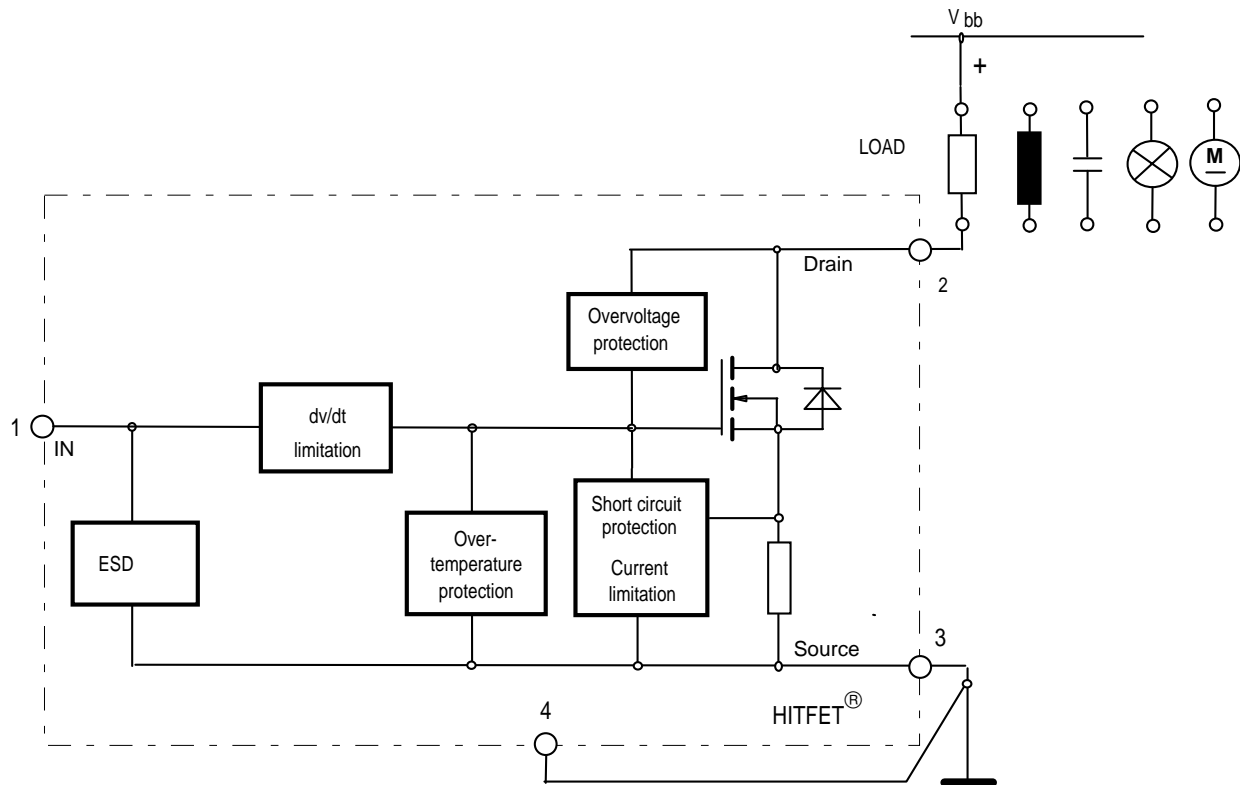 V bb
+
LOAD
M
Drain
2
Overvoltage
protection
1
IN
dv/dt
limitation
Short circuit
protection
Current
limitation
Over-
temperature
protection
ESD
Source
3
HITFET®
4